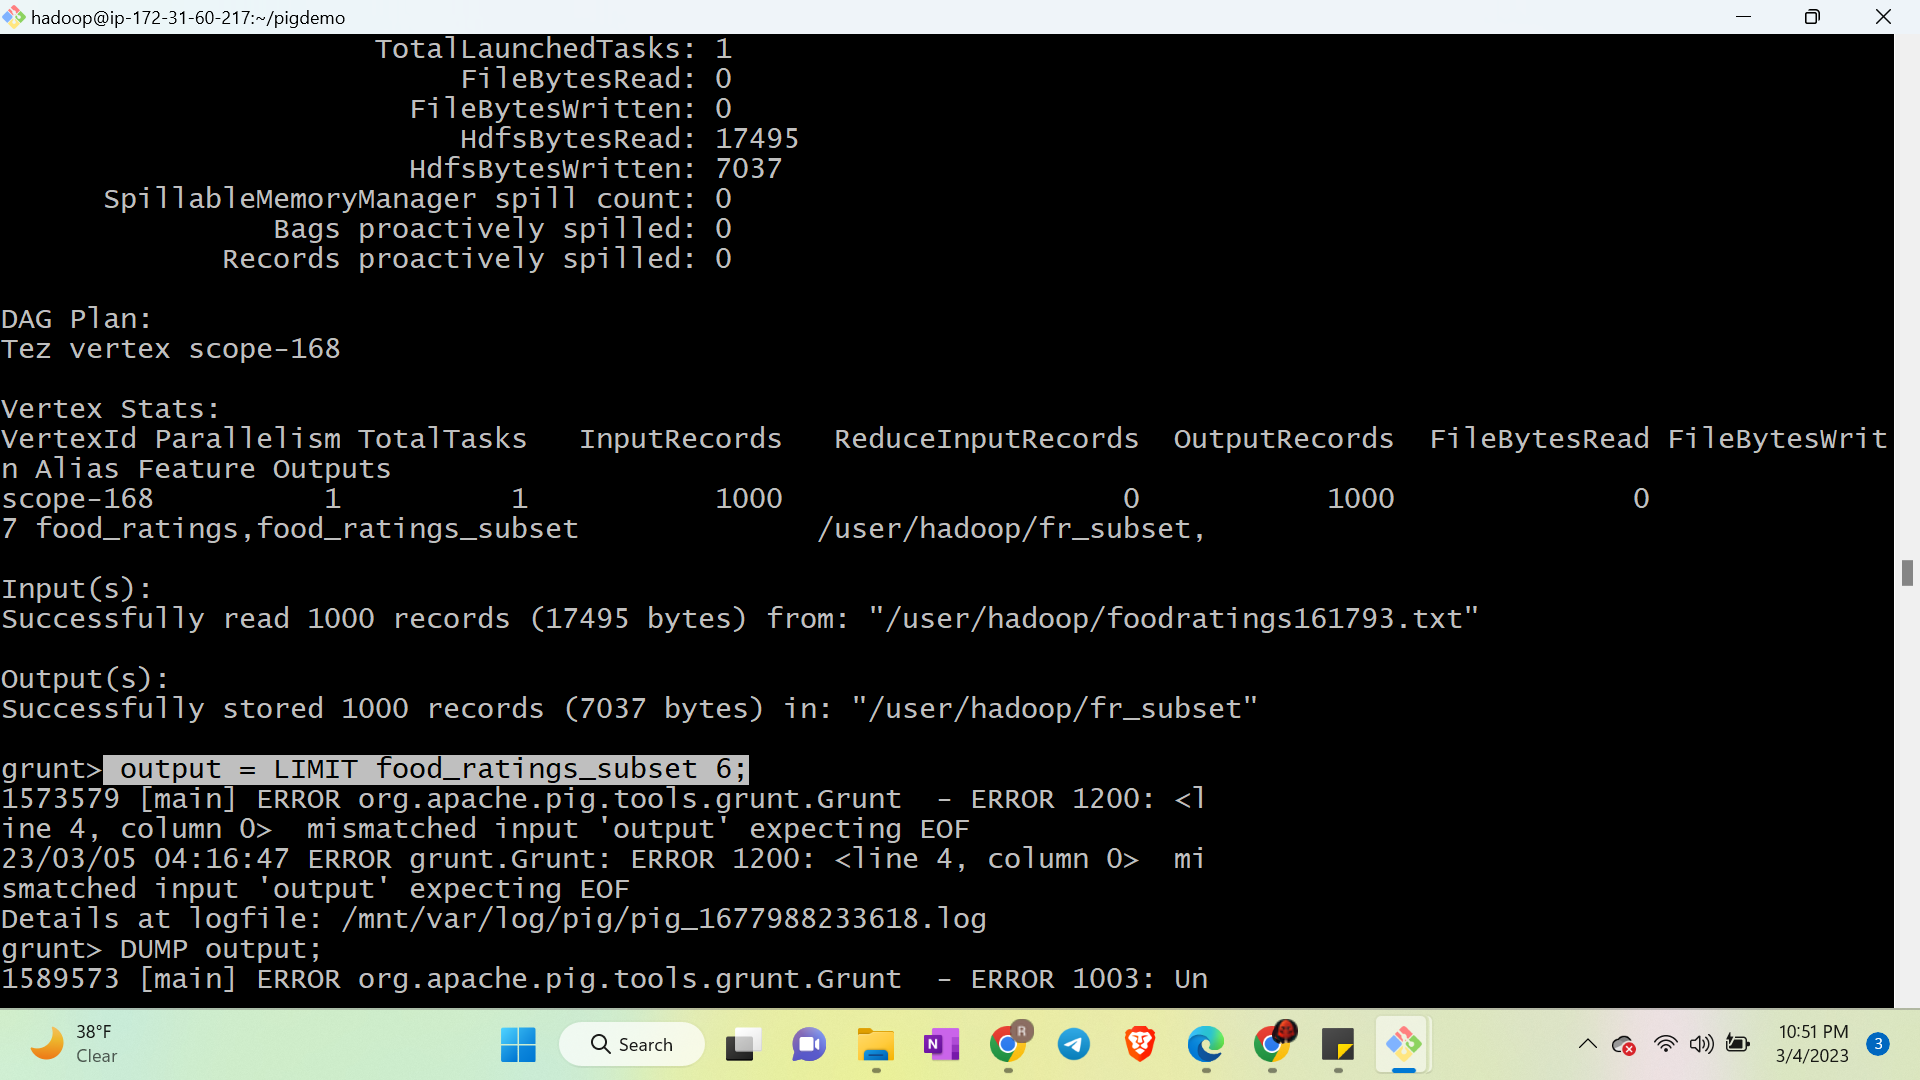 hadoop@ip-172-31-60-217:~/pigdemo
TotalLaunchedTasks: 1
FileBytesRead: 0
FileBytesWritten: 0
HdfsBytesRead: 17495
HdfsBytesWritten: 7037
SpillableMemoryManager spill count: 0
Bags proactively spilled: 0
Records proactively spilled: 0
DAG Plan:
Tez vertex scope-168
Vertex Stats:
VertexId Parallelism TotalTasks InputRecords ReduceInputRecords OutputRecords FileBytesRead FileBytesWrit
n Alias Feature Outputs
scope-168 1 1 1000 0 1000 0
7 food_ratings,food_ratings_subset /user/hadoop/fr_subset,
Input(s):
Successfully read 1000 records (17495 bytes) from: "/user/hadoop/foodratings161793.txt"
Output(s):
Successfully stored 1000 records (7037 bytes) in: "/user/hadoop/fr_subset"
grunt> output = LIMIT food_ratings_subset 6;
1573579 [main] ERROR org.apache.pig.tools.grunt.Grunt  - ERROR 1200: <l
ine 4, column 0>  mismatched input 'output' expecting EOF
23/03/05 04:16:47 ERROR grunt.Grunt: ERROR 1200: <line 4, column 0>  mi
smatched input 'output' expecting EOF
Details at logfile: /mnt/var/log/pig/pig_1677988233618.log
grunt> DUMP output;
1589573 [main] ERROR org.apache.pig.tools.grunt.Grunt  - ERROR 1003: Un
38°F
Clear
Search
N
R
10:51 PM
3/4/2023
3